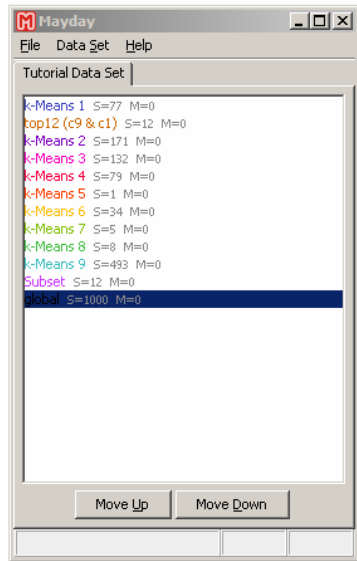 Mayday
File Data Set Help
Tutorial Data Set
k-Means 1 S=77 M=0
top12 (c9 & c1) S=12 M=0
k-Means 2 S=171 M=0
k-Means 3 S=132 M=0
k-Means 4 S=79 M=0
k-Means 5 S=1 M=0
k-Means 6 S=34 M=0
k-Means 7 S=5 M=0
k-Means 8 S=8 M=0
k-Means 9 S=493 M=0
Subset S=12 M=0
global S=1000 M=0
Move Up Move Down